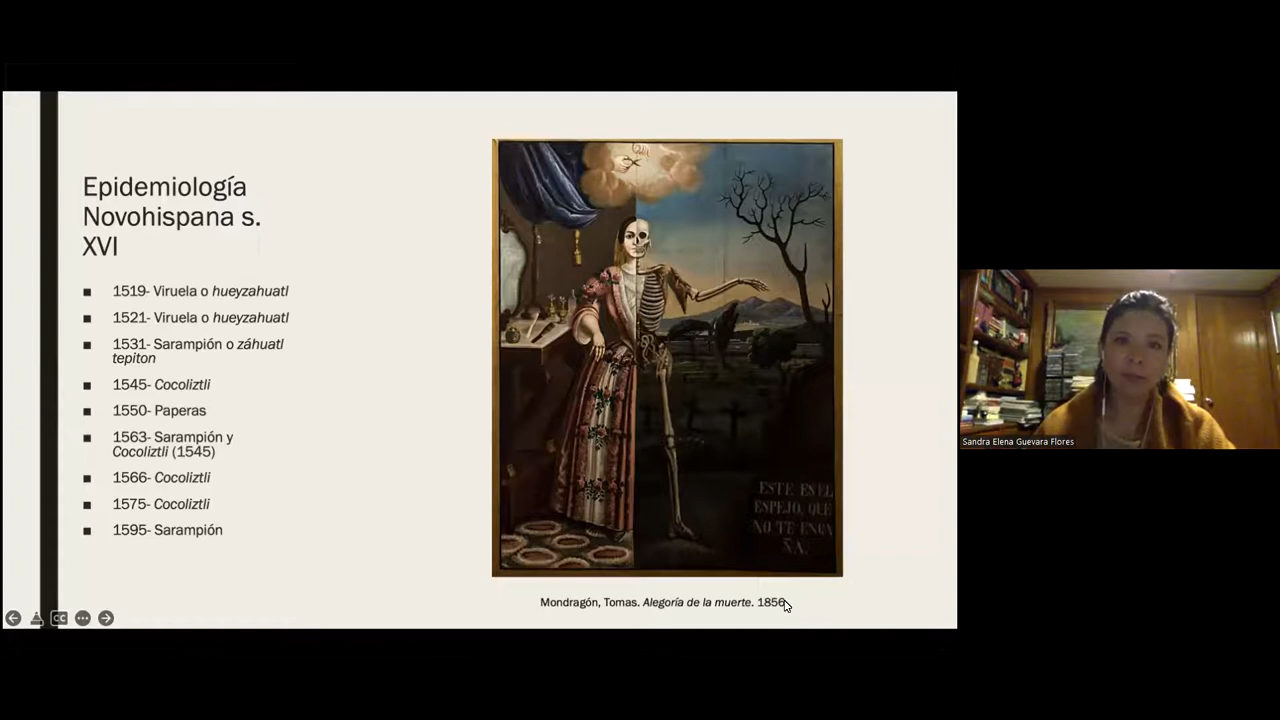 Epidemiología
Novohispana s.
XVI
1519- Viruela o hueyzahuatl
1521- Viruela o hueyzahuatl
1531- Sarampión o záhuatl
tepiton
1545- Cocoliztli
1550- Paperas
1563- Sarampión y
Cocoliztli (1545)
1566- Cocoliztli
1575- Cocoliztli
1595- Sarampión
ESTE ES EL
ESPEJO, QUE
NO TE ENGA
ÑA.
Mondragón, Tomas. Alegoría de la muerte. 1856.
CC
Sandra Elena Guevara Flores